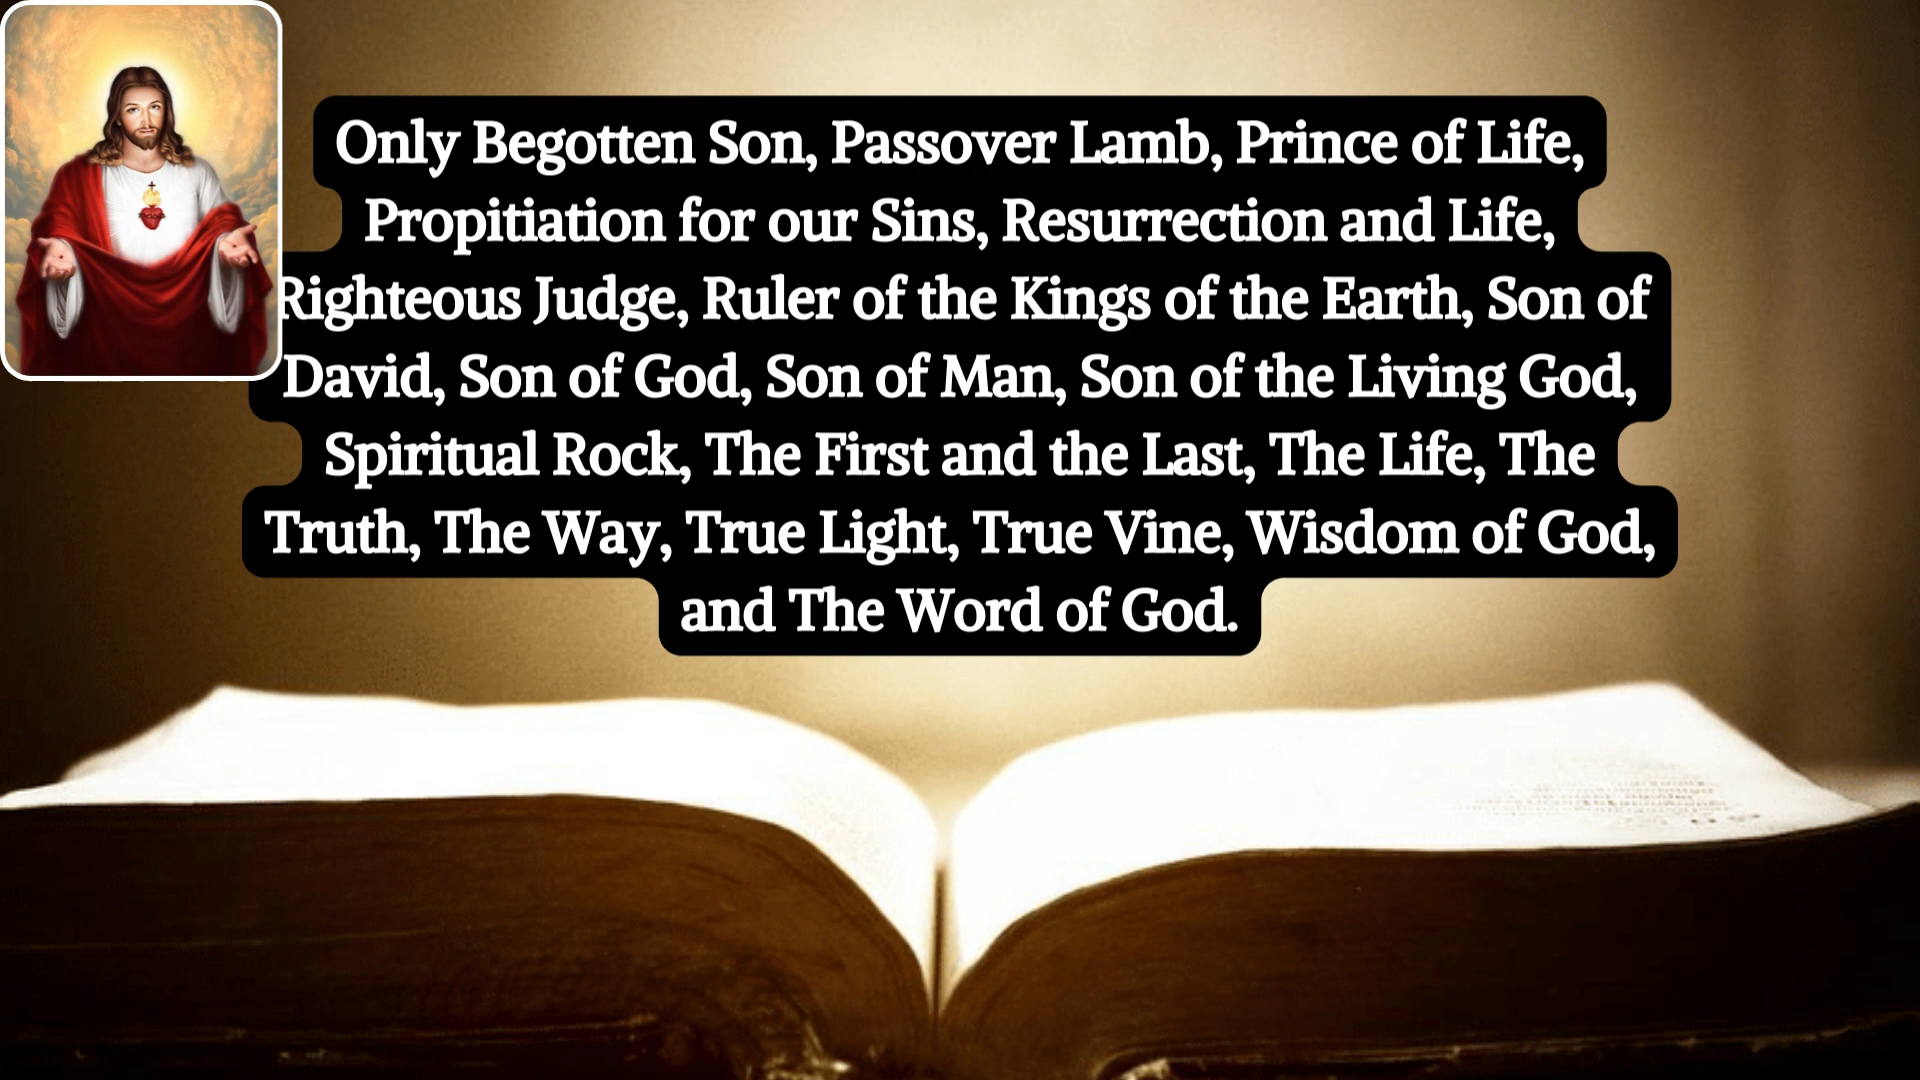 Only Begotten Son, Passover Lamb, Prince of Life,
Propitiation for our Sins, Resurrection and Life,
Righteous Judge, Ruler of the Kings of the Earth, Son of
David, Son of God, Son of Man, Son of the Living God,
Spiritual Rock, The First and the Last, The Life, The
Truth, The Way, True Light, True Vine, Wisdom of God,
and The Word of God.